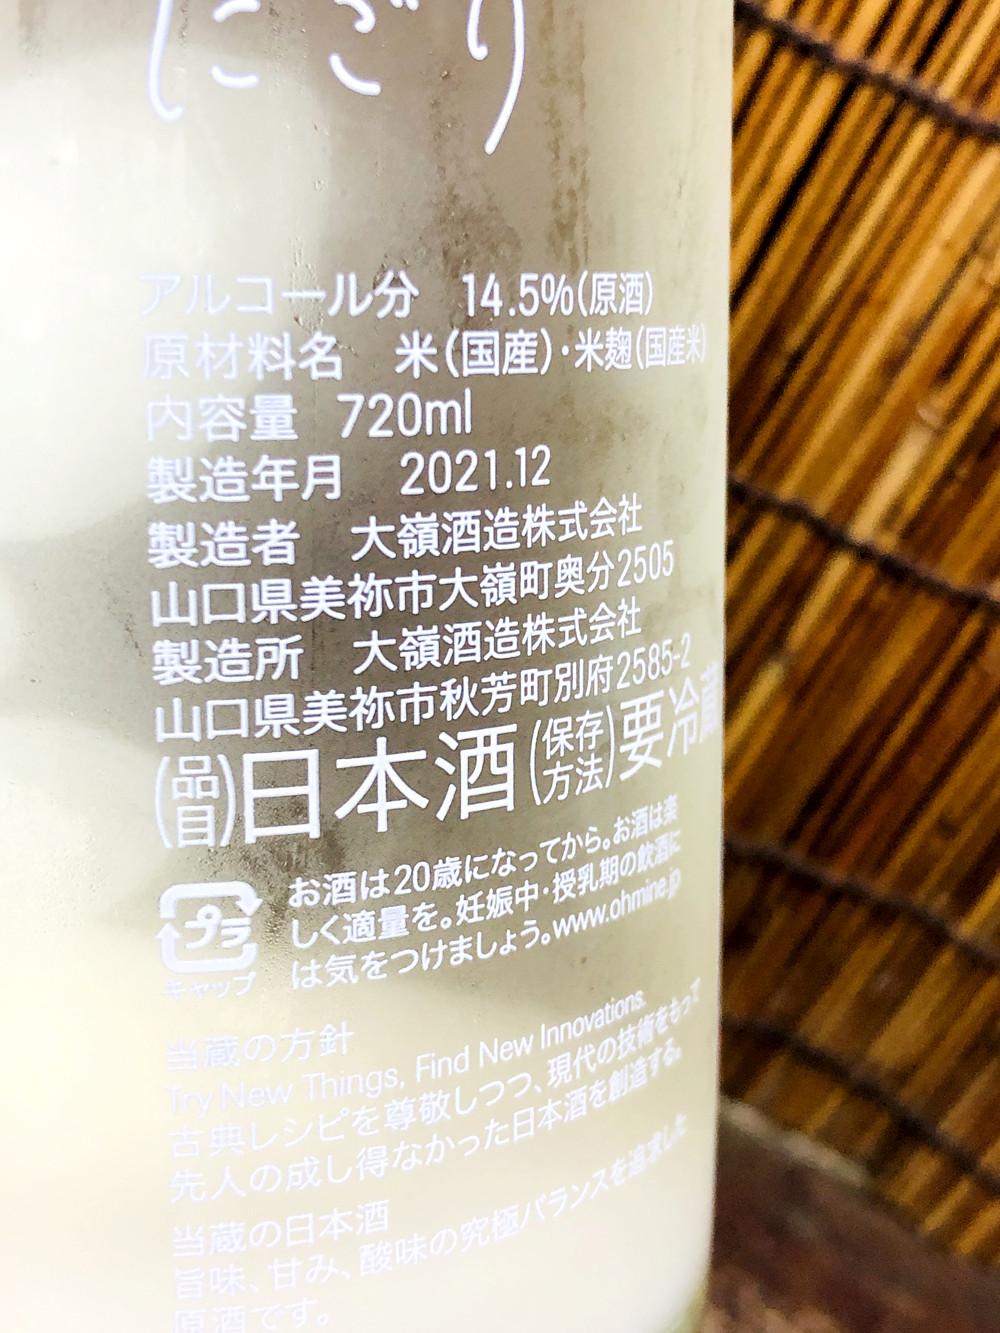 にごり
アルコール分 14.5%(原酒)
原材料名 米(国産)・米麹(国産米)
内容量 720ml
製造年月 2021.12
製造者 大嶺酒造株式会社
山口県美祢市大嶺町奥分2505
製造所 大嶺酒造株式会社
山口県美祢市秋芳町別府2585-2
(品目)日本酒(保存方法)要冷蔵
お酒は20歳になってから。お酒は楽
しく適量を。妊娠中・授乳期の飲酒に
は気をつけましょう。www.ohmine.jp
プラ
キャップ
当蔵の方針
Try New Things, Find New Innovations.
古典レシピを尊敬しつつ、現代の技術をもって
先人の成し得なかった日本酒を創造する。
当蔵の日本酒
旨味、甘み、酸味の究極バランスを追求した
原酒です。